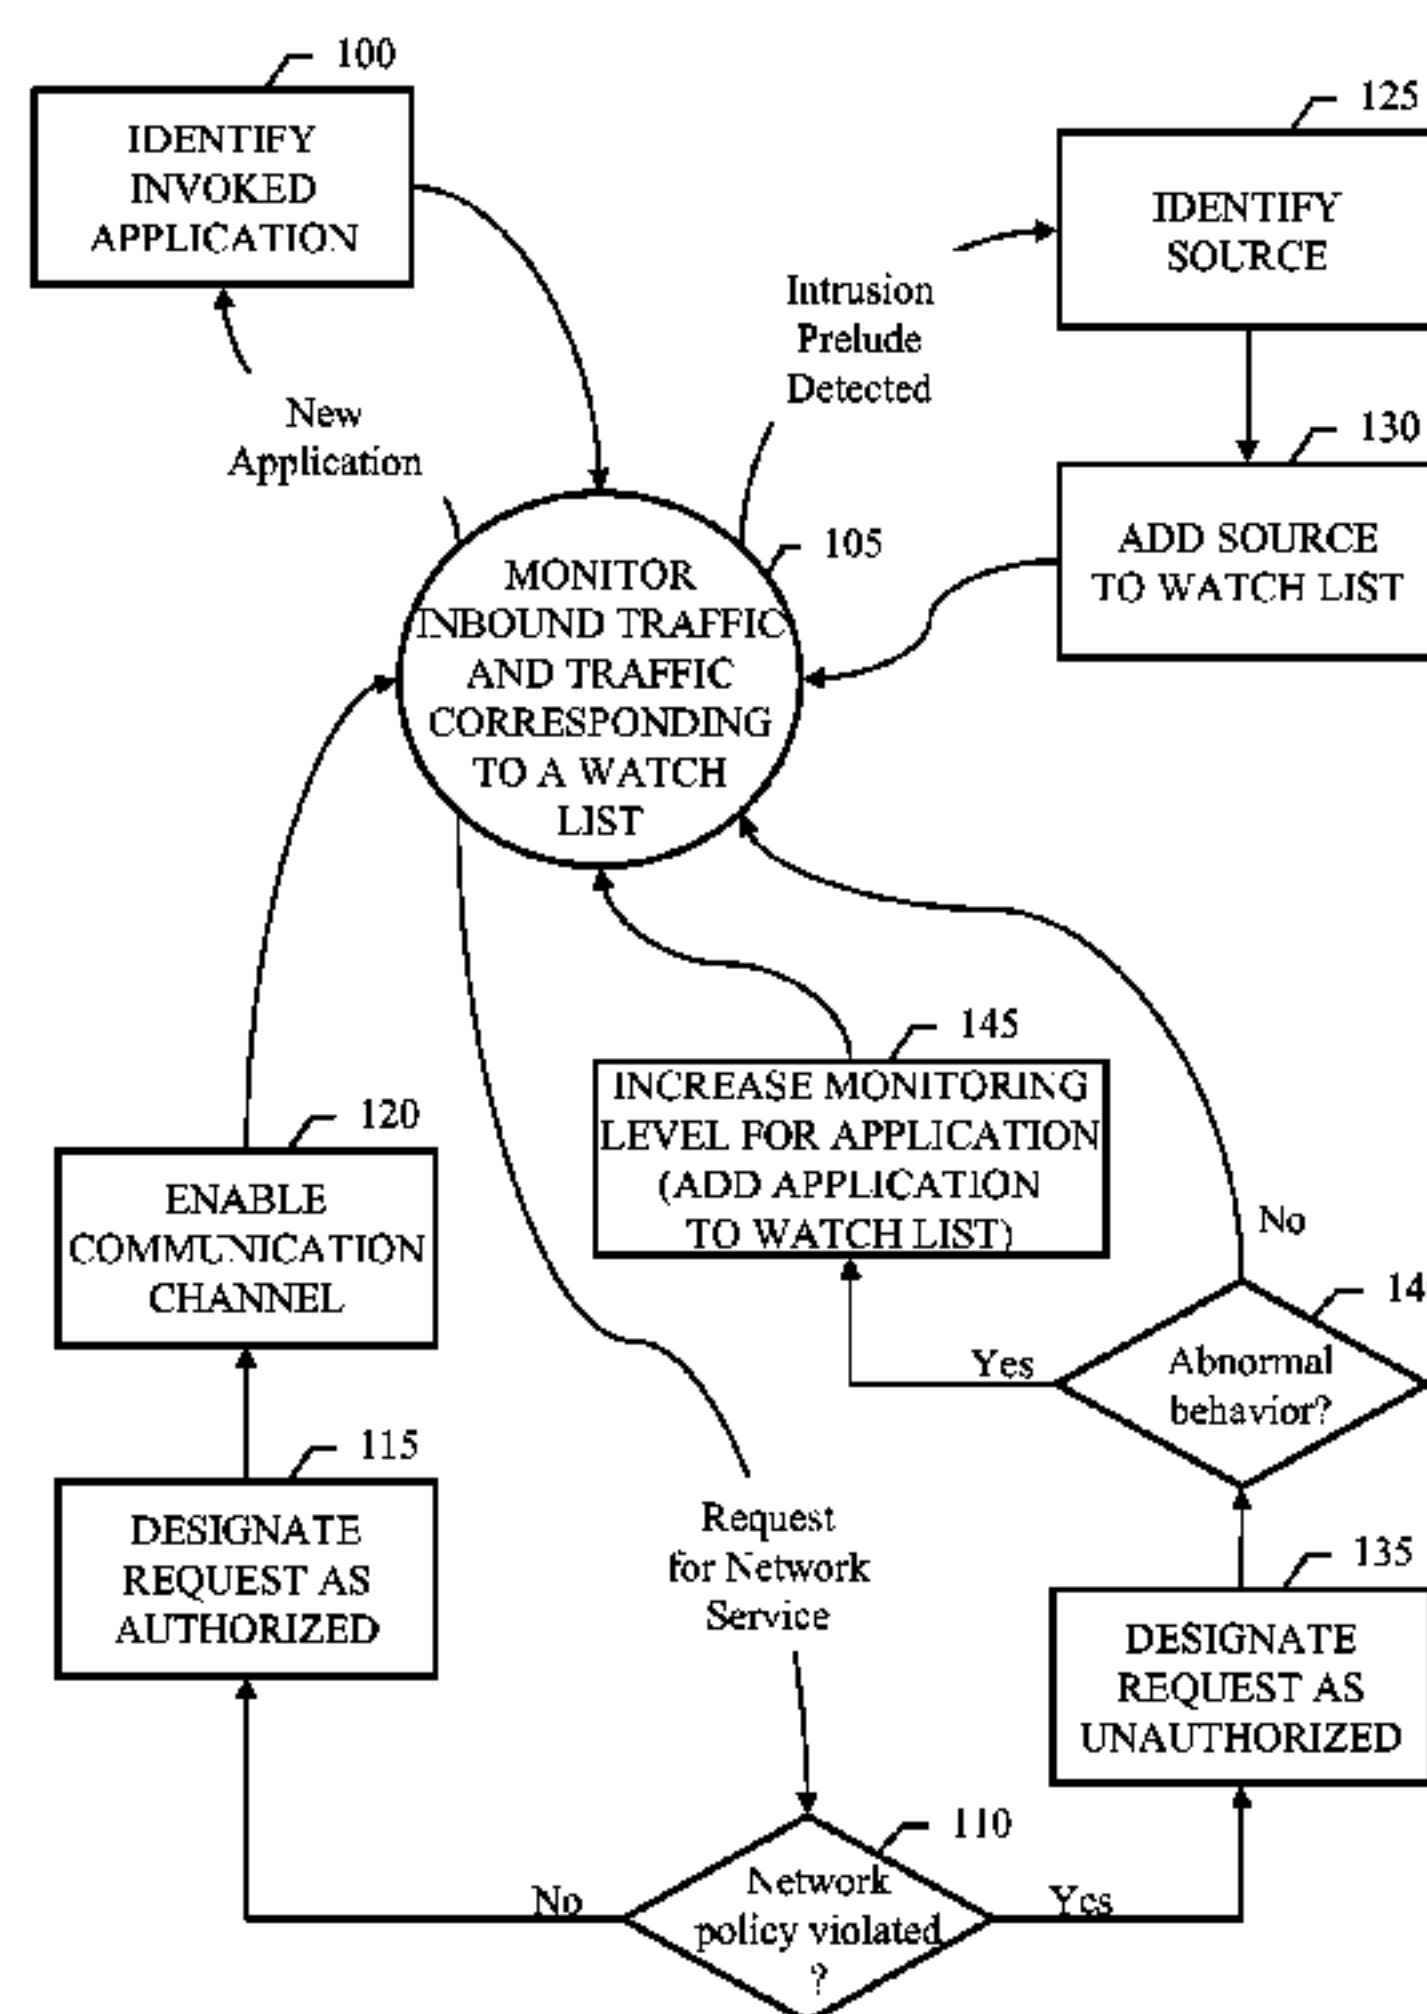 100
IDENTIFY
INVOKED
APPLICATION
125
IDENTIFY
SOURCE
Intrusion
Prelude
Detected
New
Application
130
ADD SOURCE
TO WATCH LIST
105
MONITOR
INBOUND TRAFFIC
AND TRAFFIC
CORRESPONDING
TO A WATCH
LIST
145
INCREASE MONITORING
LEVEL FOR APPLICATION
(ADD APPLICATION
TO WATCH LIST)
120
ENABLE
COMMUNICATION
CHANNEL
No
14
Yes
Abnormal
behavior?
115
DESIGNATE
REQUEST AS
AUTHORIZED
Request
for Network
Service
135
DESIGNATE
REQUEST AS
UNAUTHORIZED
110
No
Network
policy violated
?
Yes